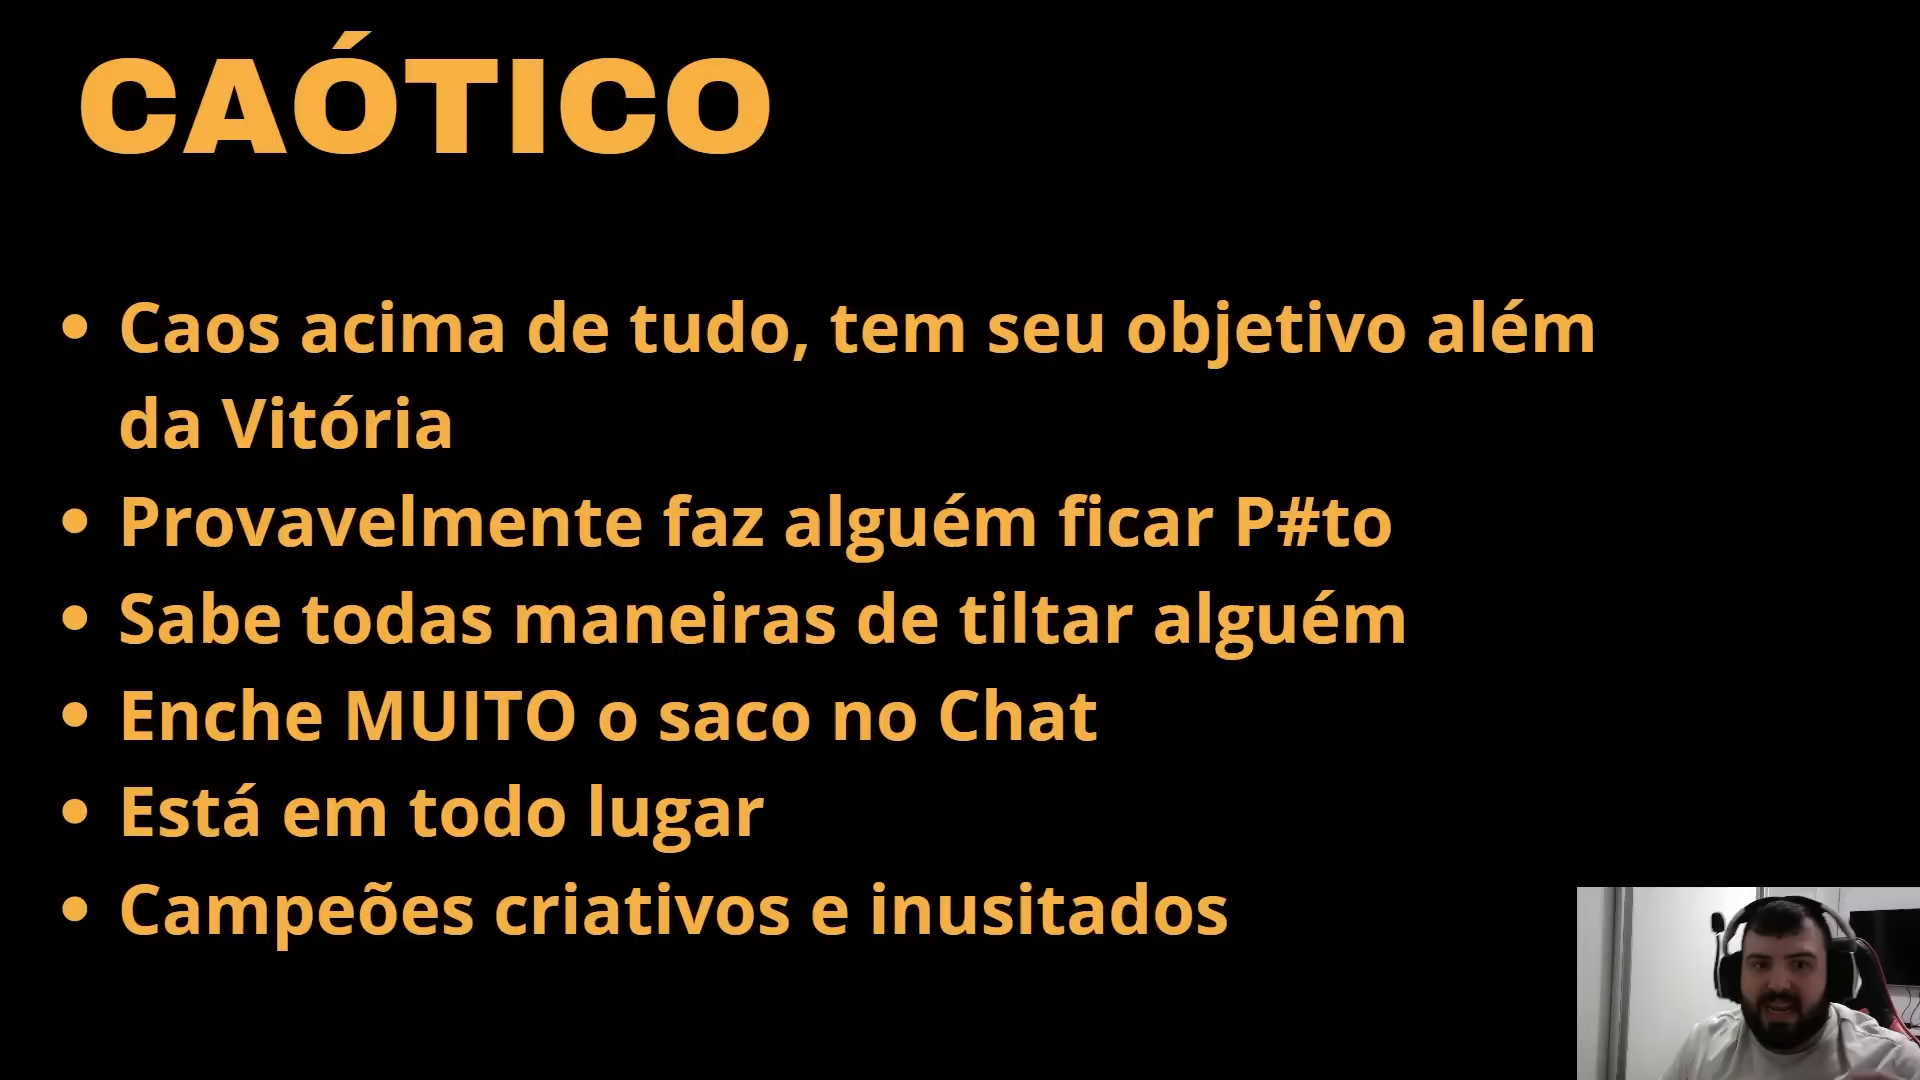 CAÓTICO
• Caos acima de tudo, tem seu objetivo além
da Vitória
• Provavelmente faz alguém ficar P#to
• Sabe todas maneiras de tiltar alguém
• Enche MUITO o saco no Chat
• Está em todo lugar
• Campeões criativos e inusitados